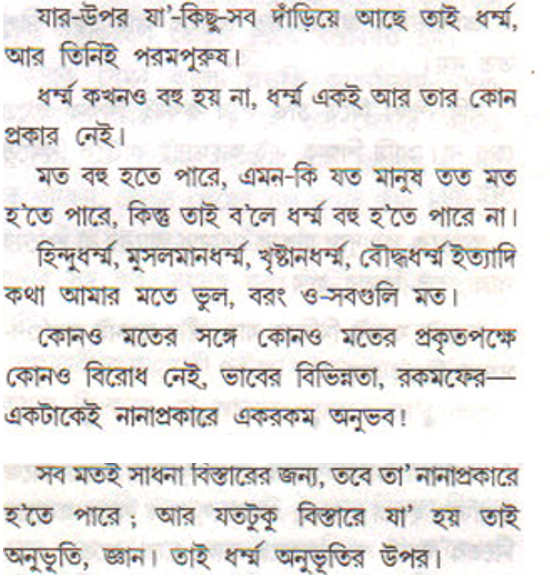 যার-উপর যা'-কিছু-সব দাঁড়িয়ে আছে তাই ধর্ম্ম,
আর তিনিই পরমপুরুষ।
ধর্ম্ম কখনও বহু হয় না, ধর্ম্ম একই আর তার কোন
প্রকার নেই।
মত বহু হতে পারে, এমন-কি যত মানুষ তত মত
হ'তে পারে, কিন্তু তাই ব'লে ধর্ম্ম বহু হ'তে পারে না।
হিন্দুধর্ম্ম, মুসলমানধর্ম্ম, খৃষ্টানধর্ম্ম, বৌদ্ধধর্ম্ম ইত্যাদি
কথা আমার মতে ভুল, বরং ও-সবগুলি মত।
কোনও মতের সঙ্গে কোনও মতের প্রকৃতপক্ষে
কোনও বিরোধ নেই, ভাবের বিভিন্নতা, রকমফের—
একটাকেই নানাপ্রকারে একরকম অনুভব!
সব মতই সাধনা বিস্তারের জন্য, তবে তা' নানাপ্রকারে
হ'তে পারে ; আর যতটুকু বিস্তারে যা' হয় তাই
অনুভূতি, জ্ঞান। তাই ধর্ম্ম অনুভূতির উপর।